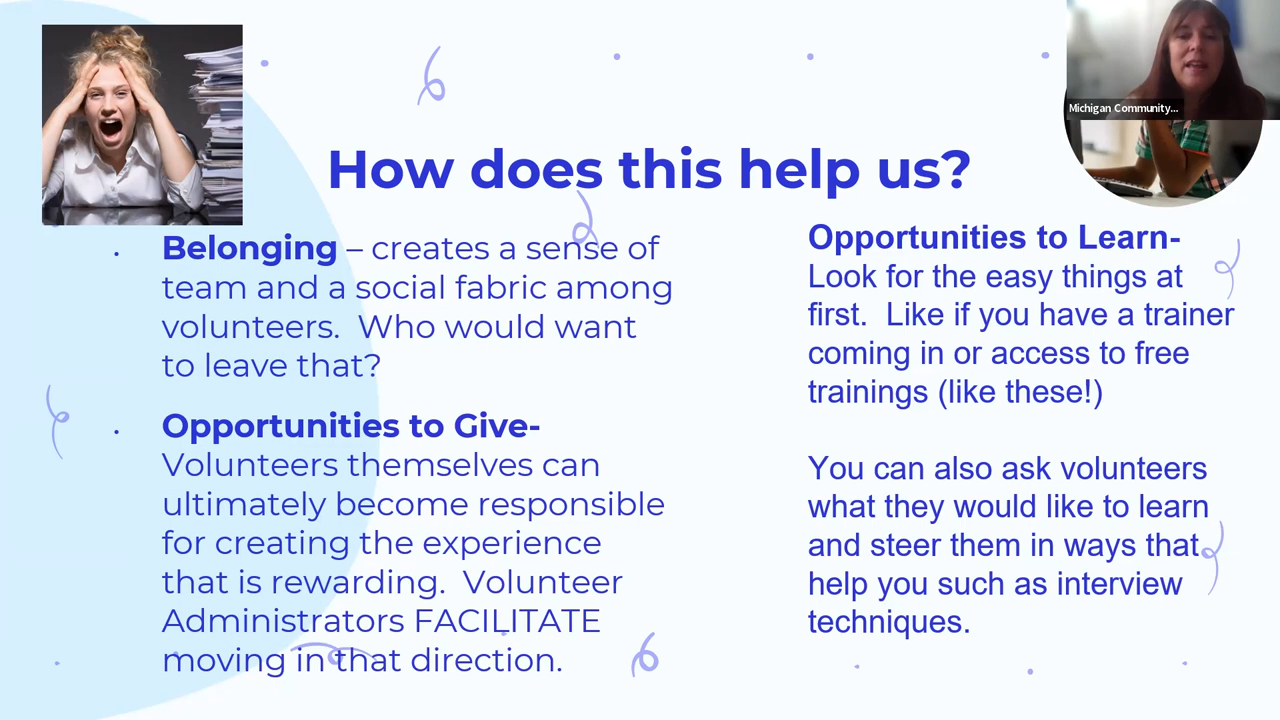 Michigan Community...
How does this help us?
Belonging – creates a sense of
team and a social fabric among
volunteers.  Who would want
to leave that?
Opportunities to Give-
Volunteers themselves can
ultimately become responsible
for creating the experience
that is rewarding.  Volunteer
Administrators FACILITATE
moving in that direction.
Opportunities to Learn-
Look for the easy things at
first.  Like if you have a trainer
coming in or access to free
trainings (like these!)
You can also ask volunteers
what they would like to learn
and steer them in ways that
help you such as interview
techniques.